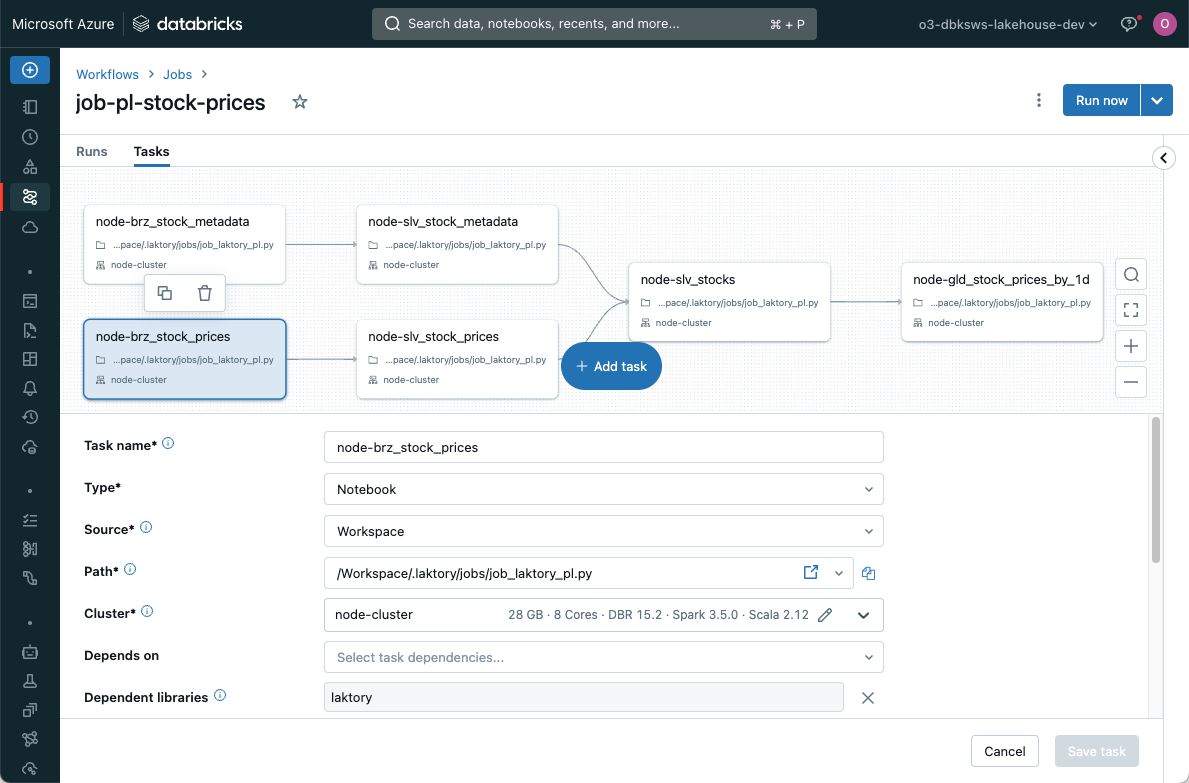 Microsoft Azure databricks Search data, notebooks, recents, and more... ⌘ + P o3-dbksws-lakehouse-dev O
Workflows > Jobs >
job-pl-stock-prices Run now
Runs Tasks
node-brz_stock_metadata
...pace/.laktory/jobs/job_laktory_pl.py
node-cluster
node-slv_stock_metadata
...pace/.laktory/jobs/job_laktory_pl.py
node-cluster
node-brz_stock_prices
...pace/.laktory/jobs/job_laktory_pl.py
node-cluster
node-slv_stock_prices
...pace/.laktory/jobs/job_laktory_pl.py
node-cluster
node-slv_stocks
...pace/.laktory/jobs/job_laktory_pl.py
node-cluster
node-gld_stock_prices_by_1d
...pace/.laktory/jobs/job_laktory_pl.py
node-cluster
+ Add task
Task name* node-brz_stock_prices
Type* Notebook
Source* Workspace
Path* /Workspace/.laktory/jobs/job_laktory_pl.py
Cluster* node-cluster 28 GB · 8 Cores · DBR 15.2 · Spark 3.5.0 · Scala 2.12
Depends on Select task dependencies...
Dependent libraries laktory
Cancel Save task